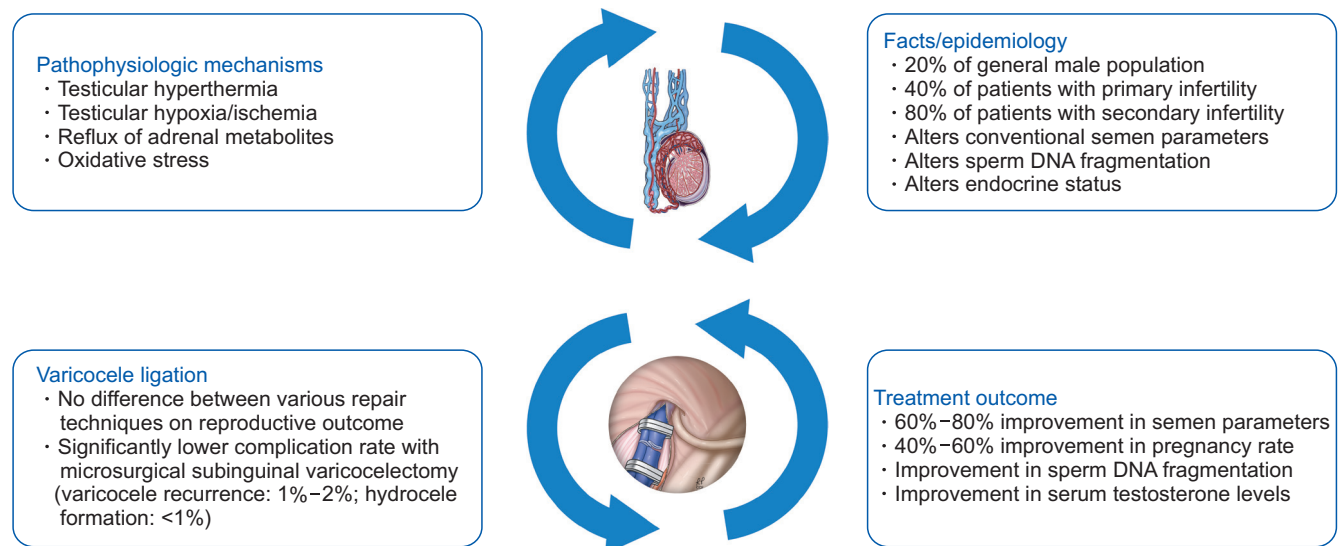 Pathophysiologic mechanisms
· Testicular hyperthermia
· Testicular hypoxia/ischemia
· Reflux of adrenal metabolites
· Oxidative stress
Facts/epidemiology
· 20% of general male population
· 40% of patients with primary infertility
· 80% of patients with secondary infertility
· Alters conventional semen parameters
· Alters sperm DNA fragmentation
· Alters endocrine status
Varicocele ligation
· No difference between various repair
techniques on reproductive outcome
· Significantly lower complication rate with
microsurgical subinguinal varicocelectomy
(varicocele recurrence: 1%−2%; hydrocele
formation: <1%)
Treatment outcome
· 60%−80% improvement in semen parameters
· 40%−60% improvement in pregnancy rate
· Improvement in sperm DNA fragmentation
· Improvement in serum testosterone levels